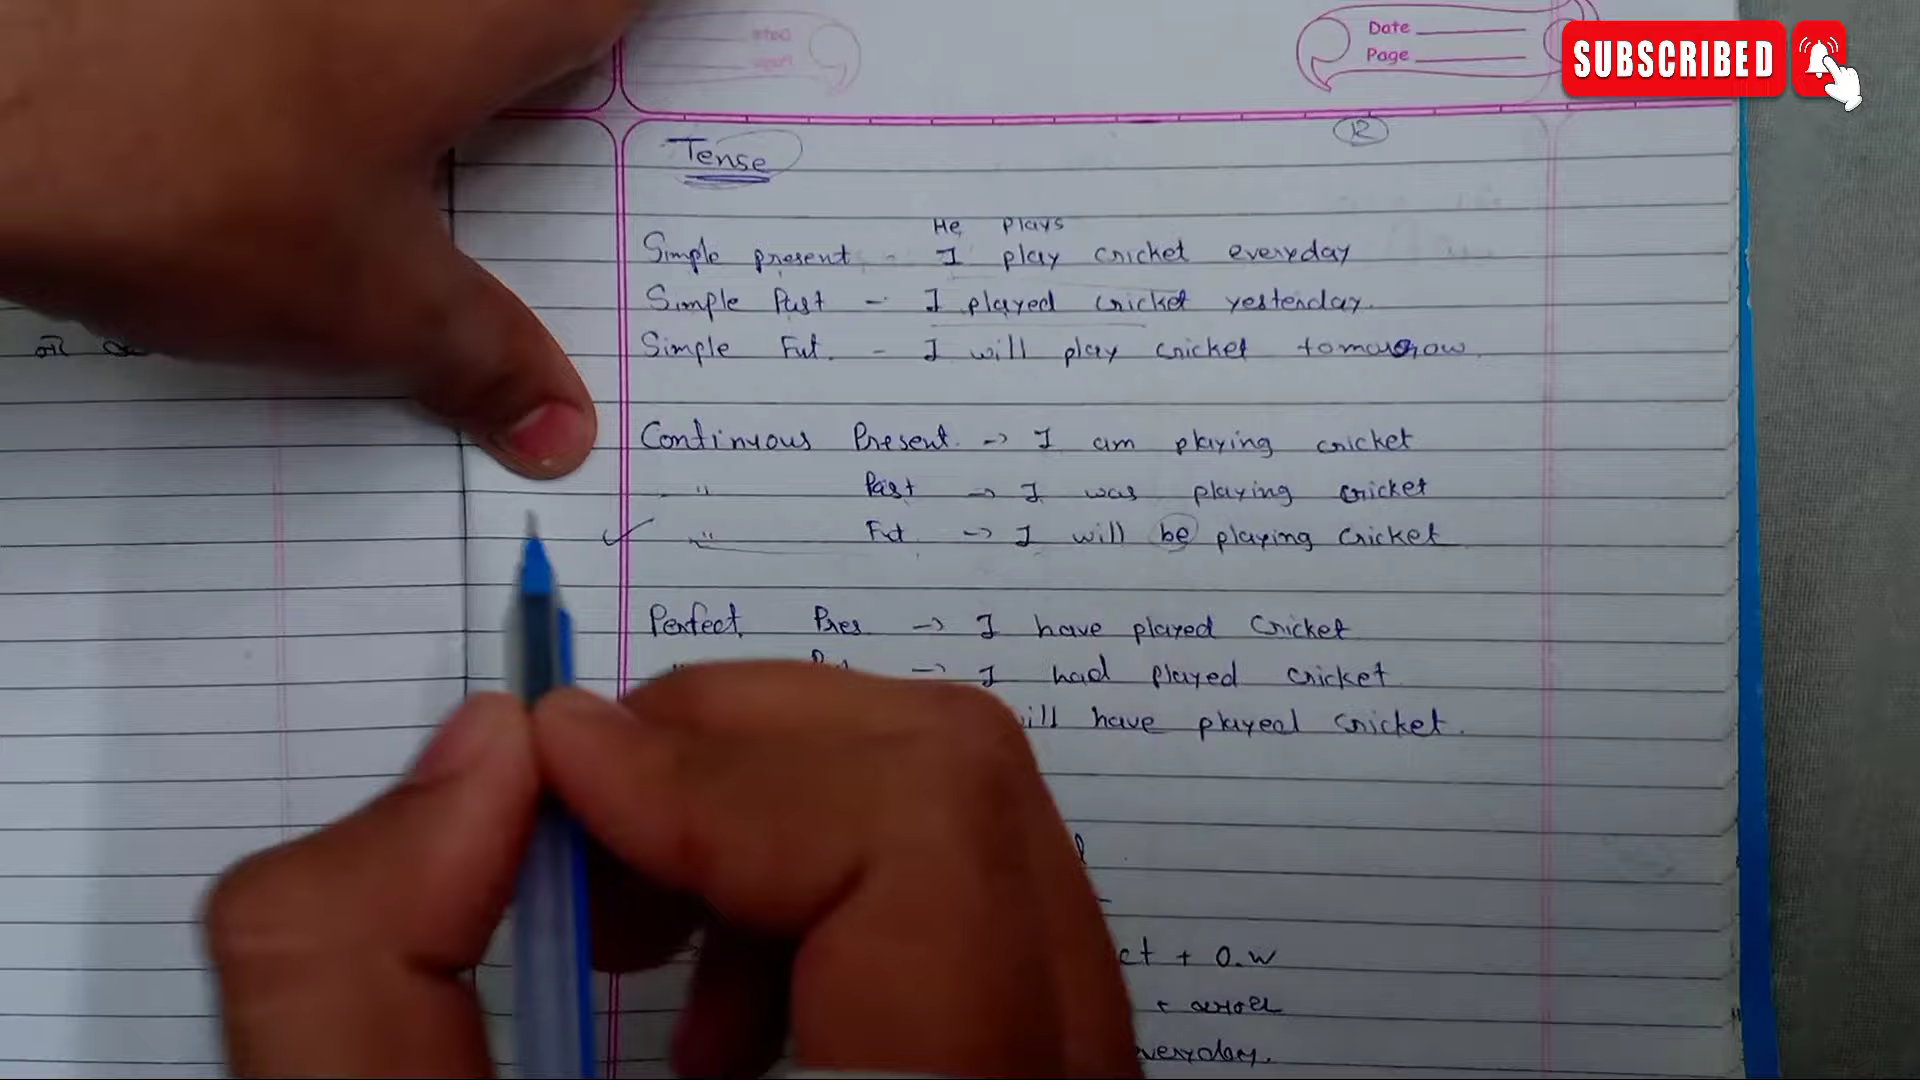 Date
Page
SUBSCRIBED
12
Tense
He plays
Simple present - I play cricket everyday
Simple Past - I played cricket yesterday.
Simple Fut. - I will play cricket tomorrow.
Continuous Present. -> I am playing cricket
" Past -> I was playing cricket
" Fut -> I will be playing cricket
Perfect. Pres -> I have played cricket
-> I had played cricket
have played cricket.
+ O.W
everyday.